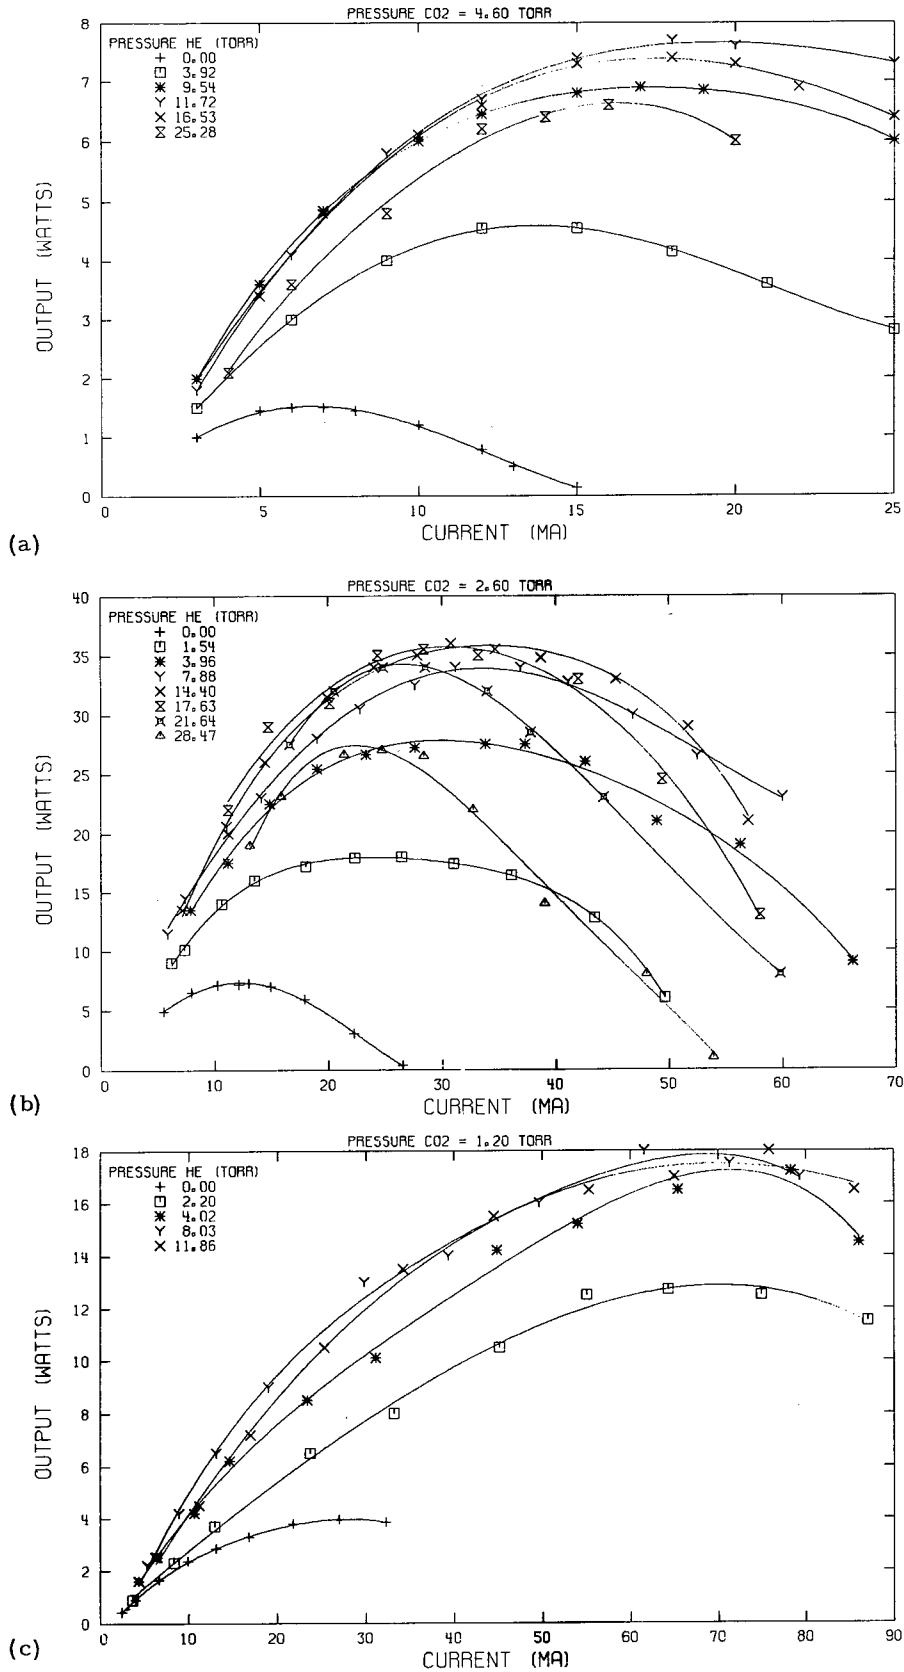 PRESSURE CO2 = 4.60 TORR
PRESSURE HE (TORR)
+ 0.00
3.92
9.54
11.72
16.53
25.28
8
7
6
5
4
3
2
1
0
OUTPUT (WATTS)
0 5 10 15 20 25
CURRENT (MA)
(a)
PRESSURE CO2 = 2.60 TORR
PRESSURE HE (TORR)
+ 0.00
1.54
3.96
7.88
14.40
17.63
21.64
28.47
40
35
30
25
20
15
10
5
0
OUTPUT (WATTS)
0 10 20 30 40 50 60 70
CURRENT (MA)
(b)
PRESSURE CO2 = 1.20 TORR
PRESSURE HE (TORR)
+ 0.00
2.20
4.02
8.03
11.86
18
16
14
12
10
8
6
4
2
0
OUTPUT (WATTS)
0 10 20 30 40 50 60 70 80 90
CURRENT (MA)
(c)